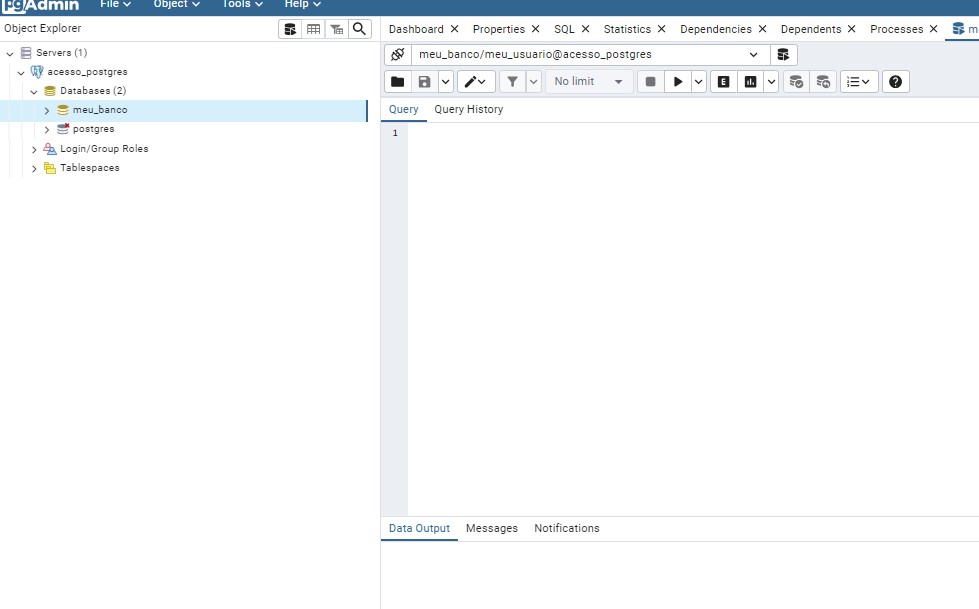 pgAdmin File Object Tools Help
Object Explorer
Dashboard Properties SQL Statistics Dependencies Dependents Processes m
Servers (1)
acesso_postgres
Databases (2)
meu_banco
postgres
Login/Group Roles
Tablespaces
meu_banco/meu_usuario@acesso_postgres
No limit E
Query Query History
1
Data Output Messages Notifications